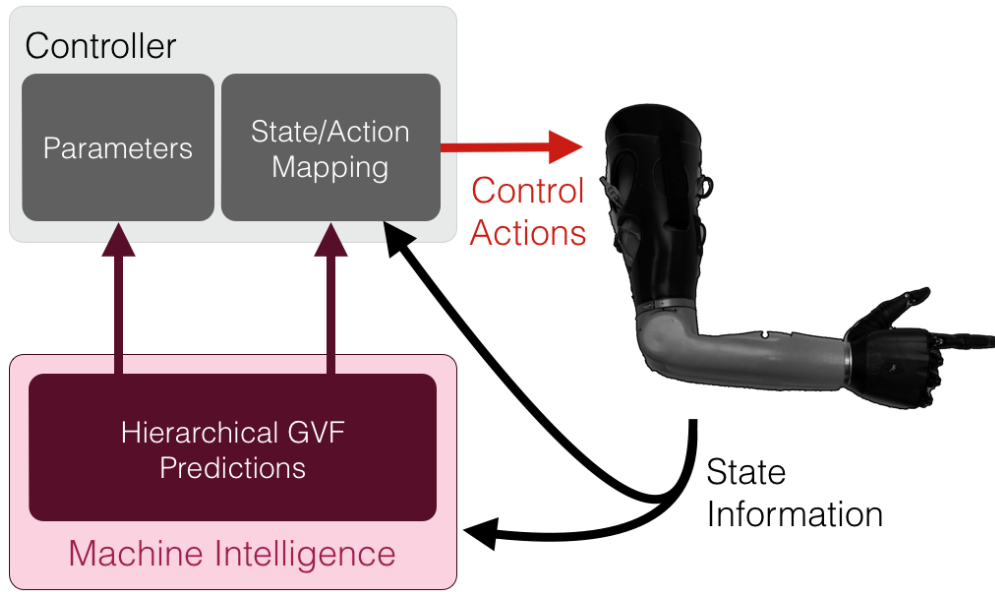 Controller
Parameters
State/Action
Mapping
Control
Actions
Hierarchical GVF
Predictions
Machine Intelligence
State
Information